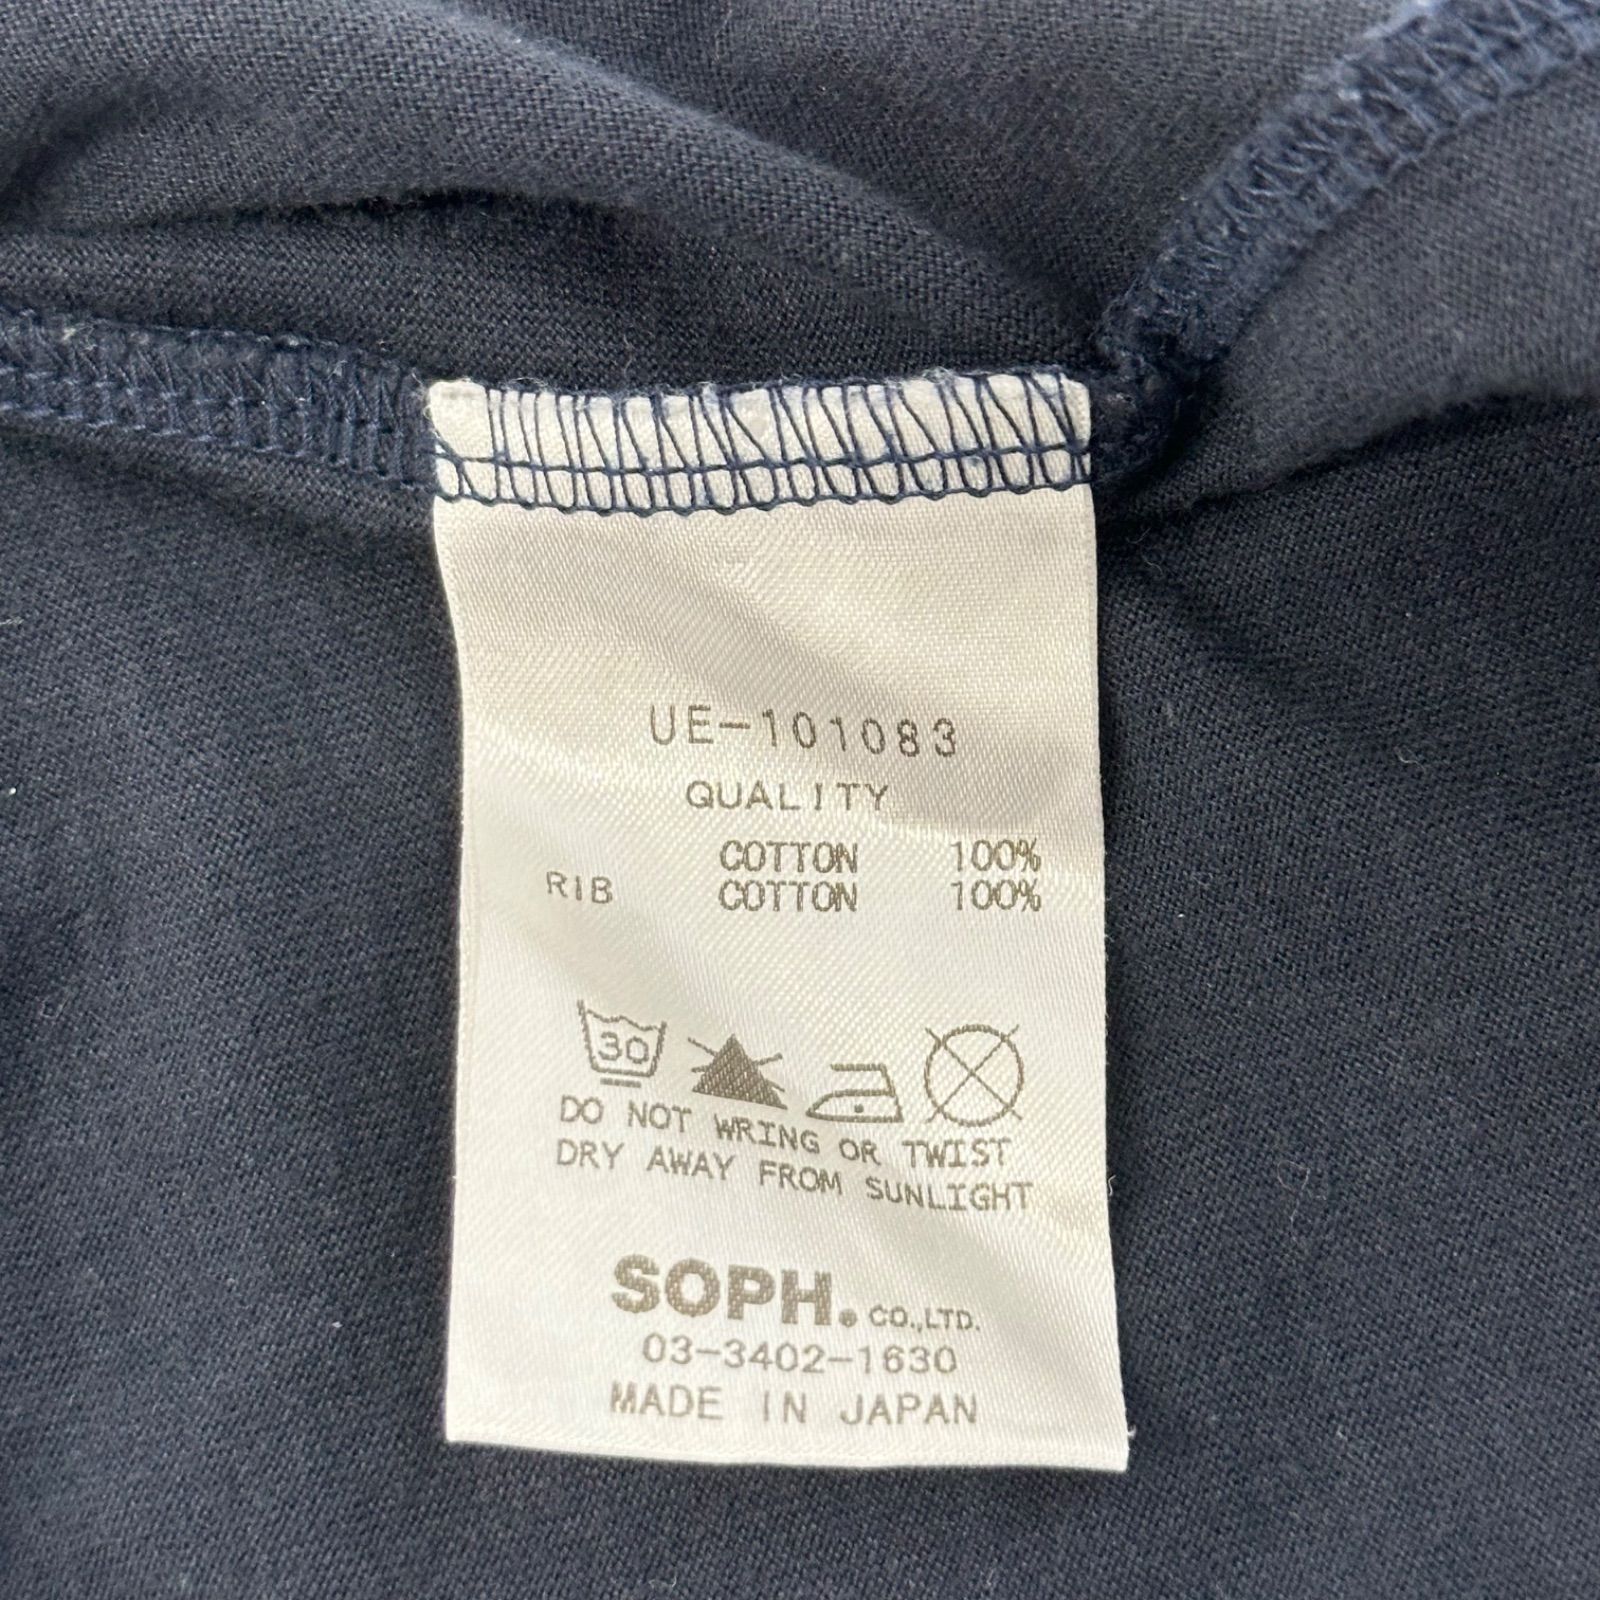 UE-101083
QUALITY
COTTON 100%
RIB COTTON 100%
30
DO NOT WRING OR TWIST
DRY AWAY FROM SUNLIGHT
SOPH. CO.,LTD.
03-3402-1630
MADE IN JAPAN